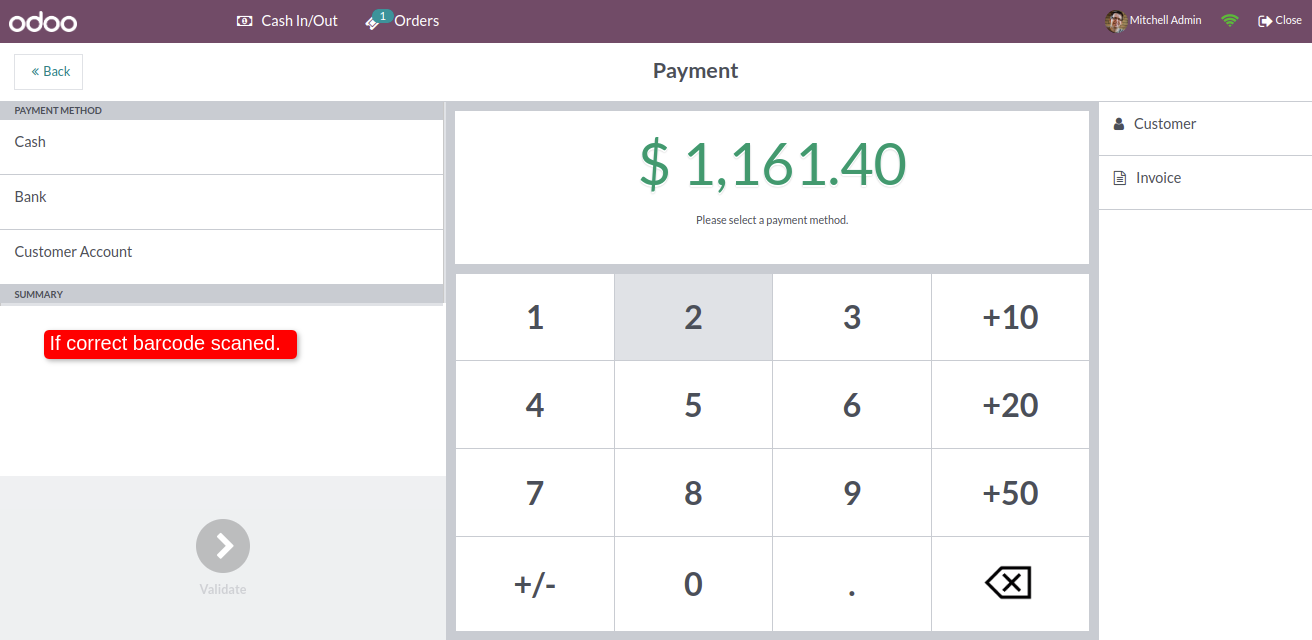 odoo
Cash In/Out
1
Orders
Mitchell Admin
Close
« Back
Payment
PAYMENT METHOD
Cash
Bank
Customer Account
SUMMARY
If correct barcode scaned.
Validate
$ 1,161.40
Please select a payment method.
1 2 3 +10
4 5 6 +20
7 8 9 +50
+/- 0 .
Customer
Invoice